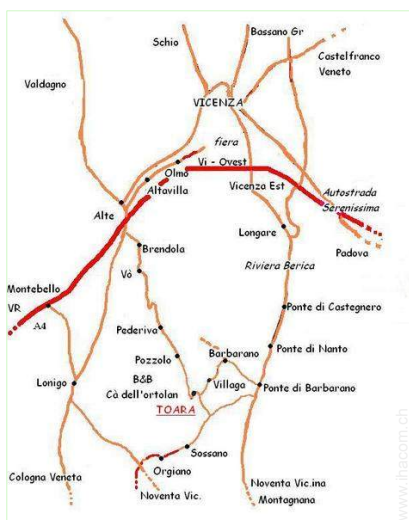 Bassano Gr
Schio
Castelfranco
Veneto
Valdagno
VICENZA
fiera
Olmo
Vi - Ovest
Altavilla
Vicenza Est
Autostrada
Serenissima
Alte
Longare
Padova
Brendola
Riviera Berica
Vò
Montebello
VR
A4
Ponte di Castegnero
Pederiva
Barbarano
Ponte di Nanto
Pozzolo
B&B
Cà dell'ortolan
Villaga
Ponte di Barbarano
Lonigo
TOARA
Sossano
Orgiano
Cologna Veneta
Noventa Vic.
Noventa Vic.ina
Montagnana
www.ihacom.ch